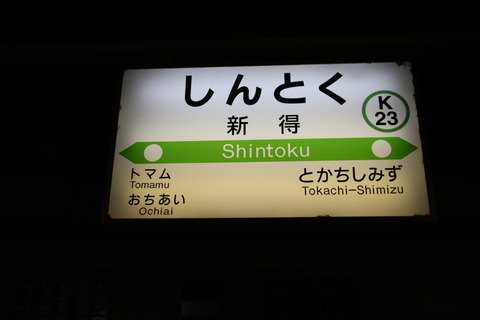 しんとく
K
23
新得
Shintoku
トマム
Tomamu
おちあい
Ochiai
とかちしみず
Tokachi-Shimizu